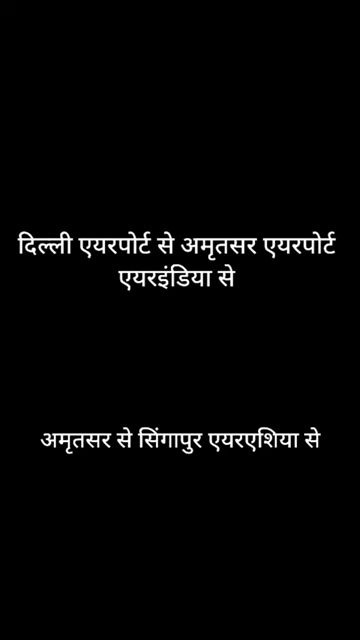 दिल्ली एयरपोर्ट से अमृतसर एयरपोर्ट
एयरइंडिया से
अमृतसर से सिंगापुर एयरएशिया से